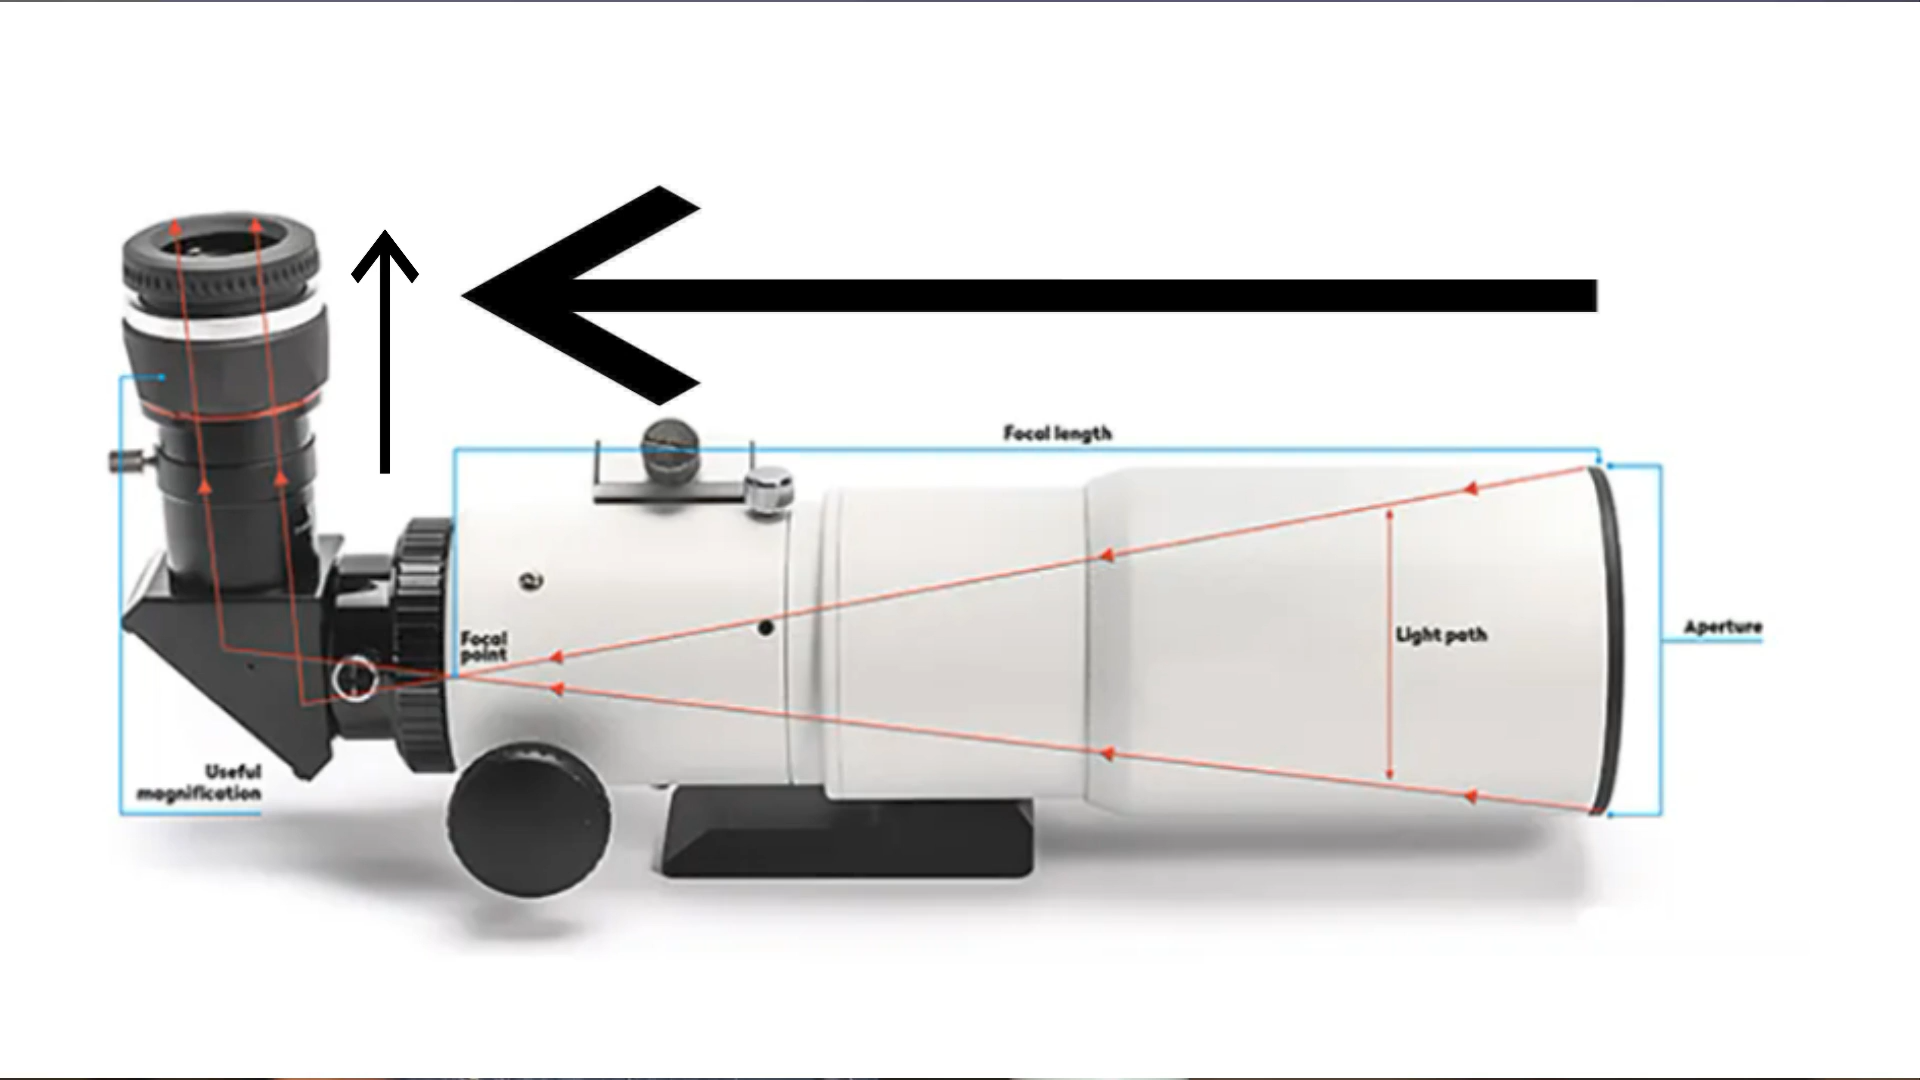 Focal length
Focal
point
Light path
Aperture
Useful
magnification